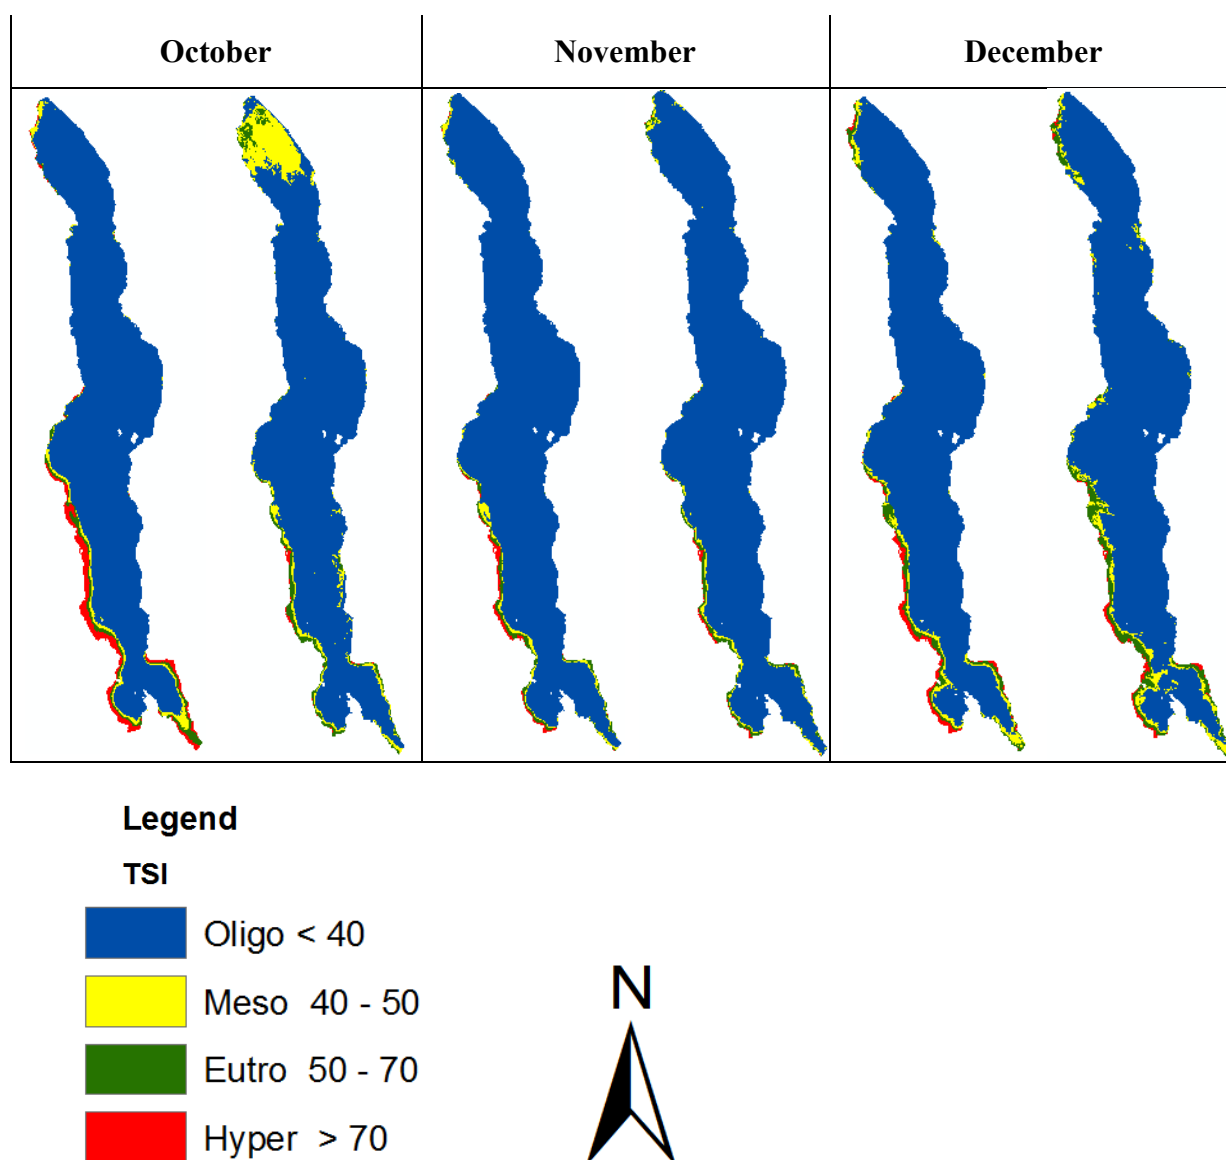 October November December
Legend
TSI
Oligo < 40
Meso 40 - 50
Eutro 50 - 70
Hyper > 70
N